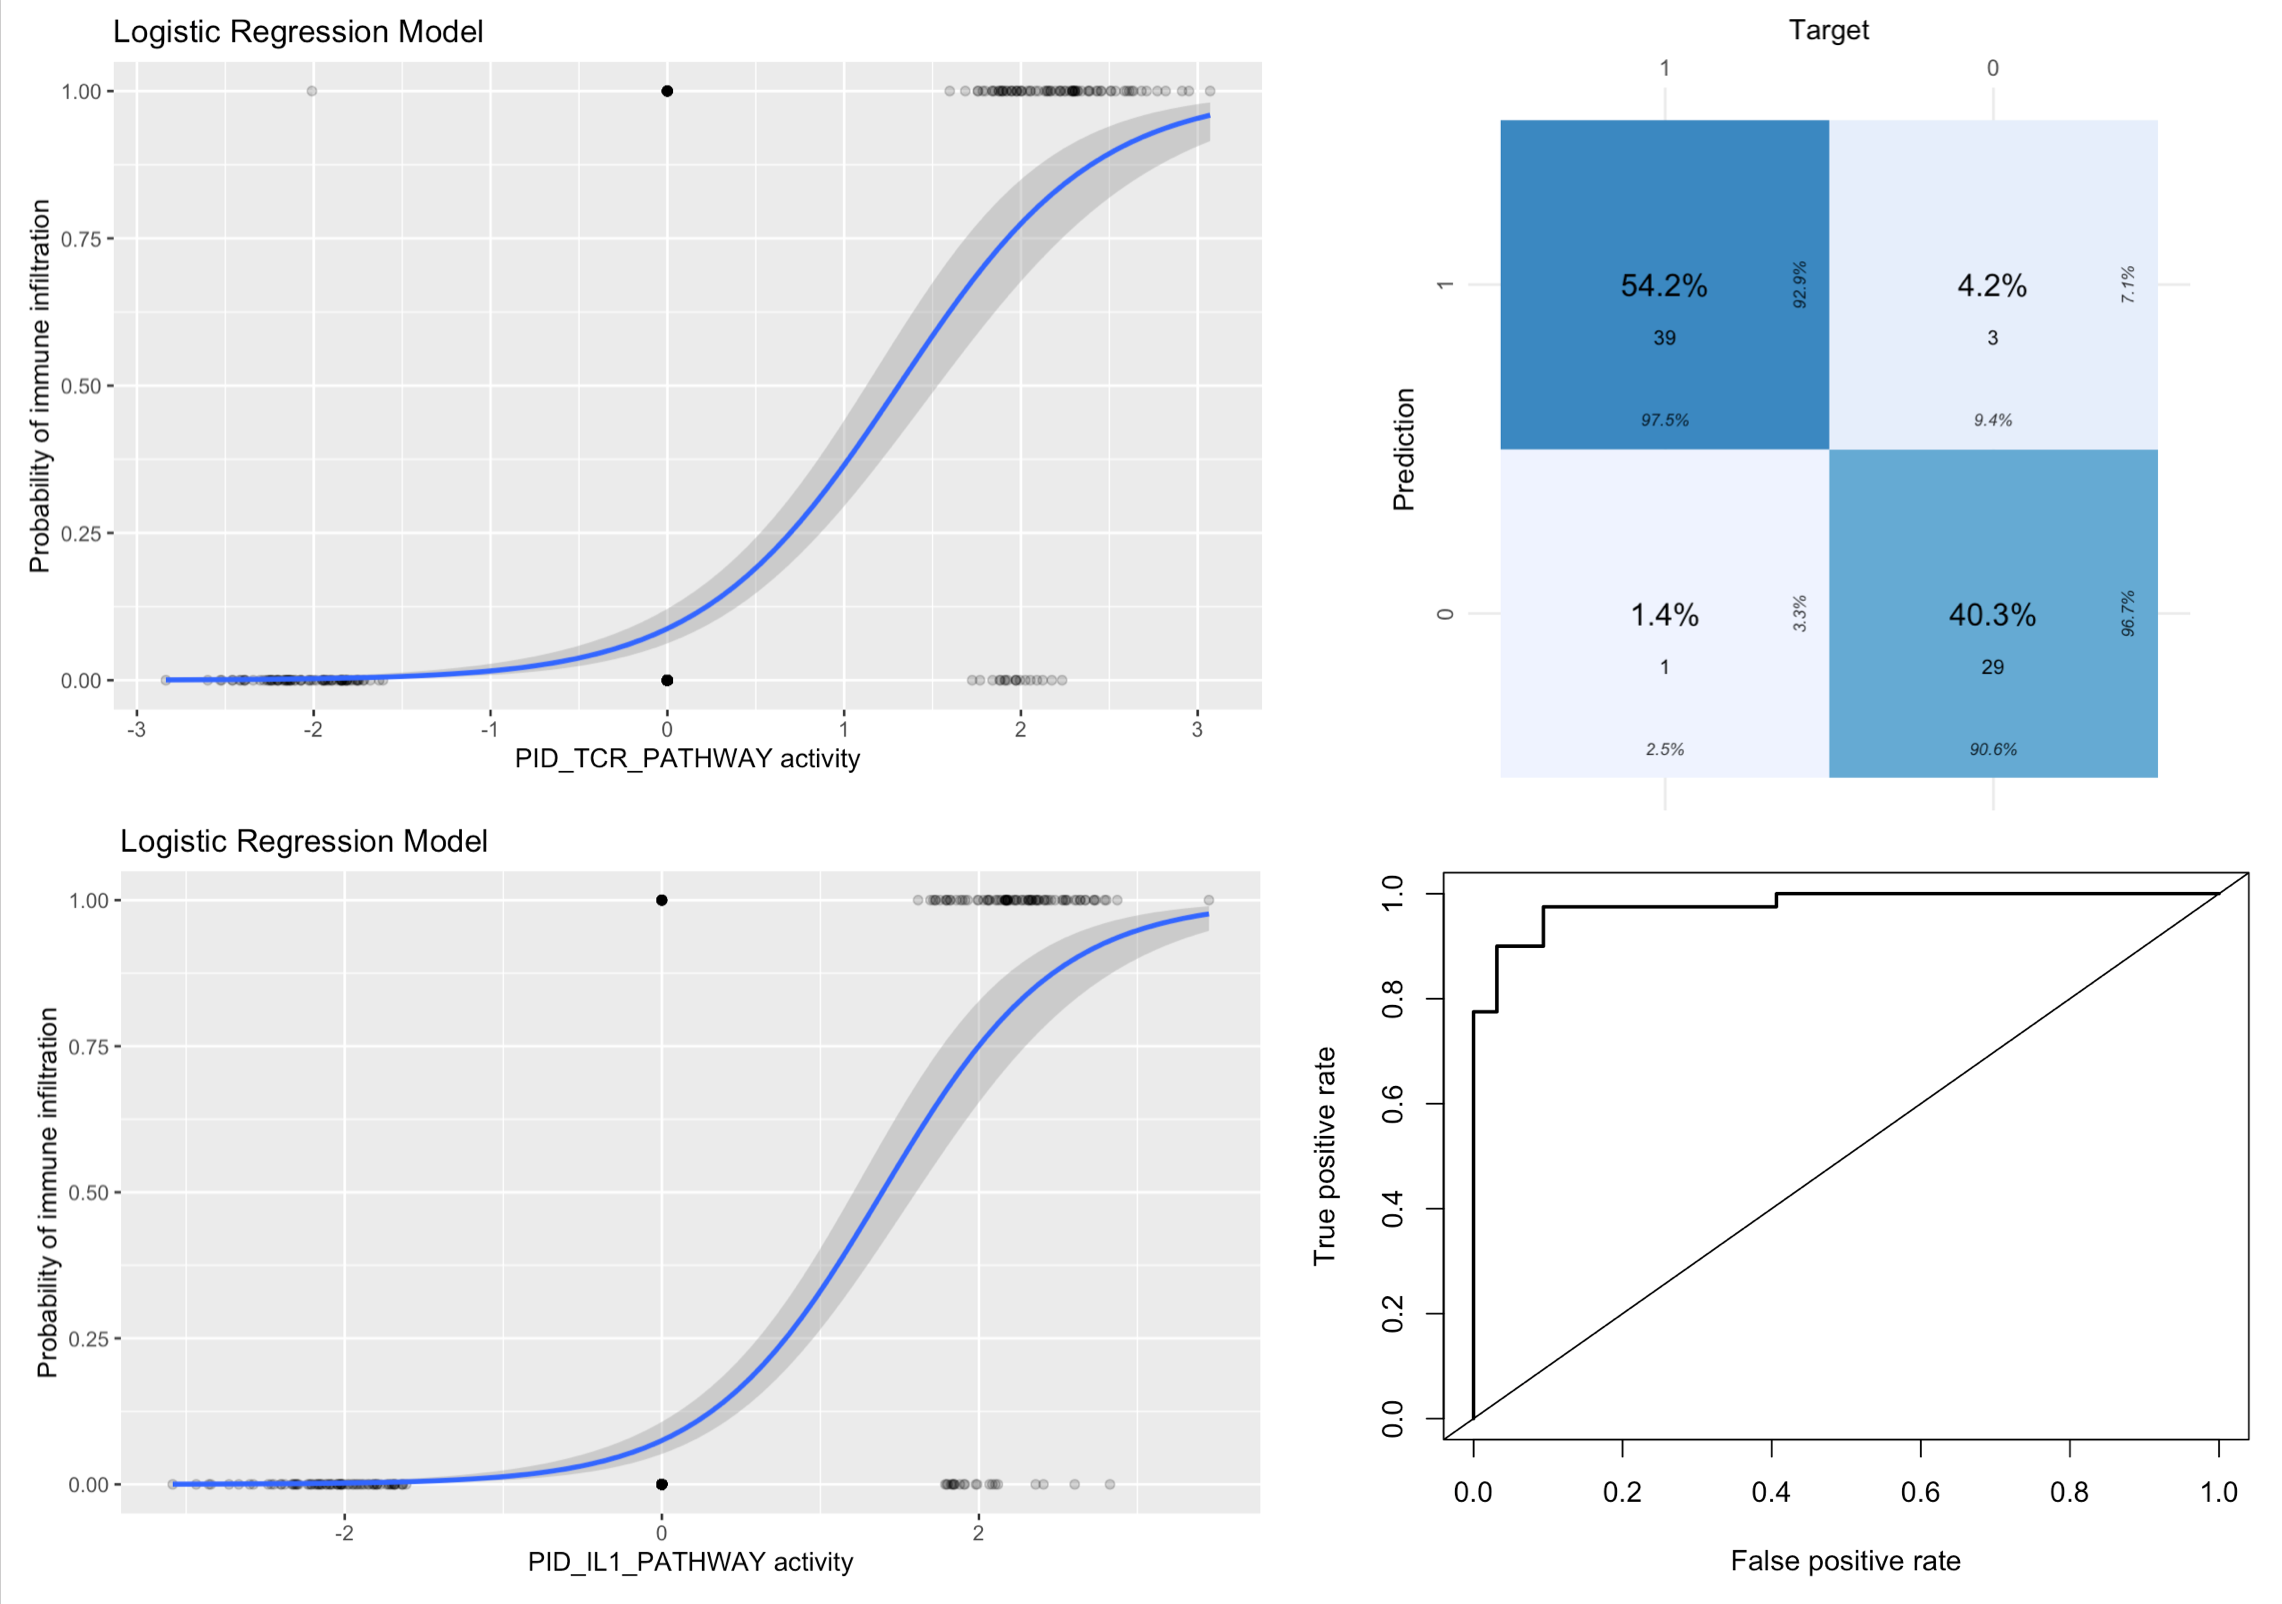 Logistic Regression Model
Probability of immune infiltration
1.00
0.75
0.50
0.25
0.00
-3 -2 -1 0 1 2 3
PID_TCR_PATHWAY activity
Target
1 0
Prediction
1
0
54.2%
39
97.5%
92.9%
4.2%
3
9.4%
7.1%
1.4%
1
2.5%
3.3%
40.3%
29
90.6%
96.7%
Logistic Regression Model
Probability of immune infiltration
1.00
0.75
0.50
0.25
0.00
-2 0 2
PID_IL1_PATHWAY activity
True positive rate
1.0
0.8
0.6
0.4
0.2
0.0
0.0 0.2 0.4 0.6 0.8 1.0
False positive rate